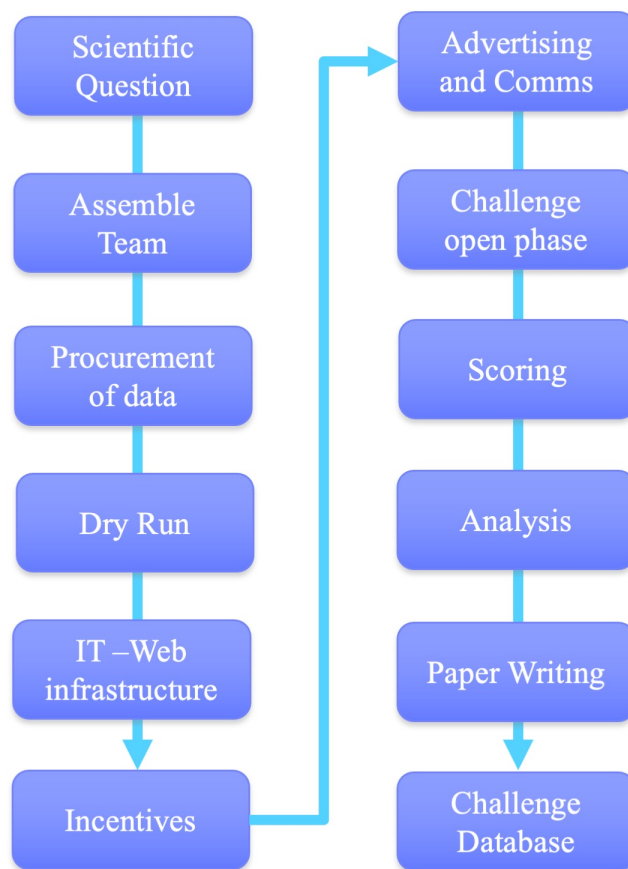 Scientific
Question
Assemble
Team
Procurement
of data
Dry Run
IT –Web
infrastructure
Incentives
Advertising
and Comms
Challenge
open phase
Scoring
Analysis
Paper Writing
Challenge
Database